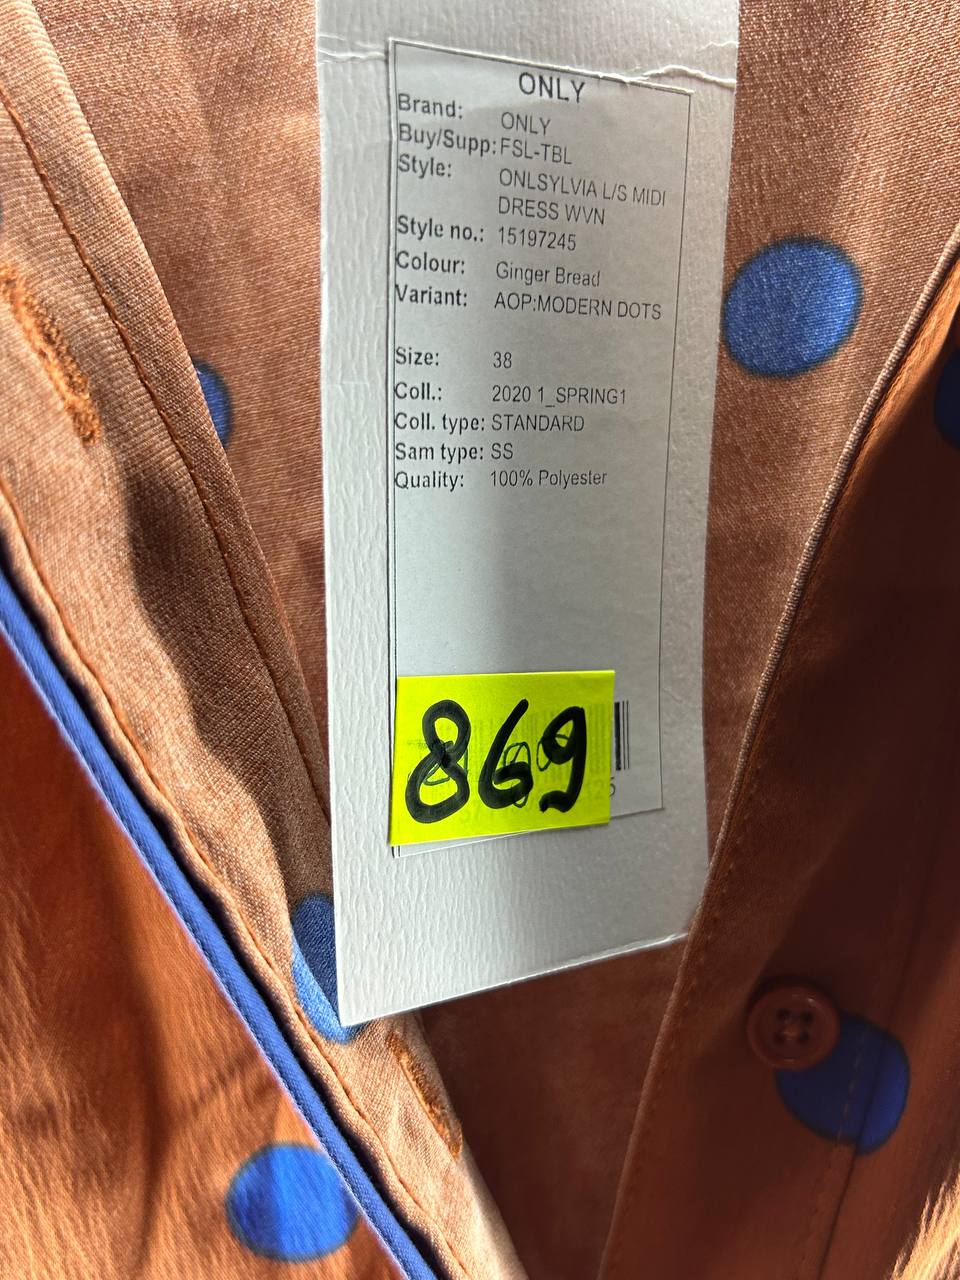 ONLY
Brand: ONLY
Buy/Supp: FSL-TBL
Style: ONLSYLVIA L/S MIDI
DRESS WVN
Style no.: 15197245
Colour: Ginger Bread
Variant: AOP:MODERN DOTS
Size: 38
Coll.: 2020 1_SPRING1
Coll. type: STANDARD
Sam type: SS
Quality: 100% Polyester
869